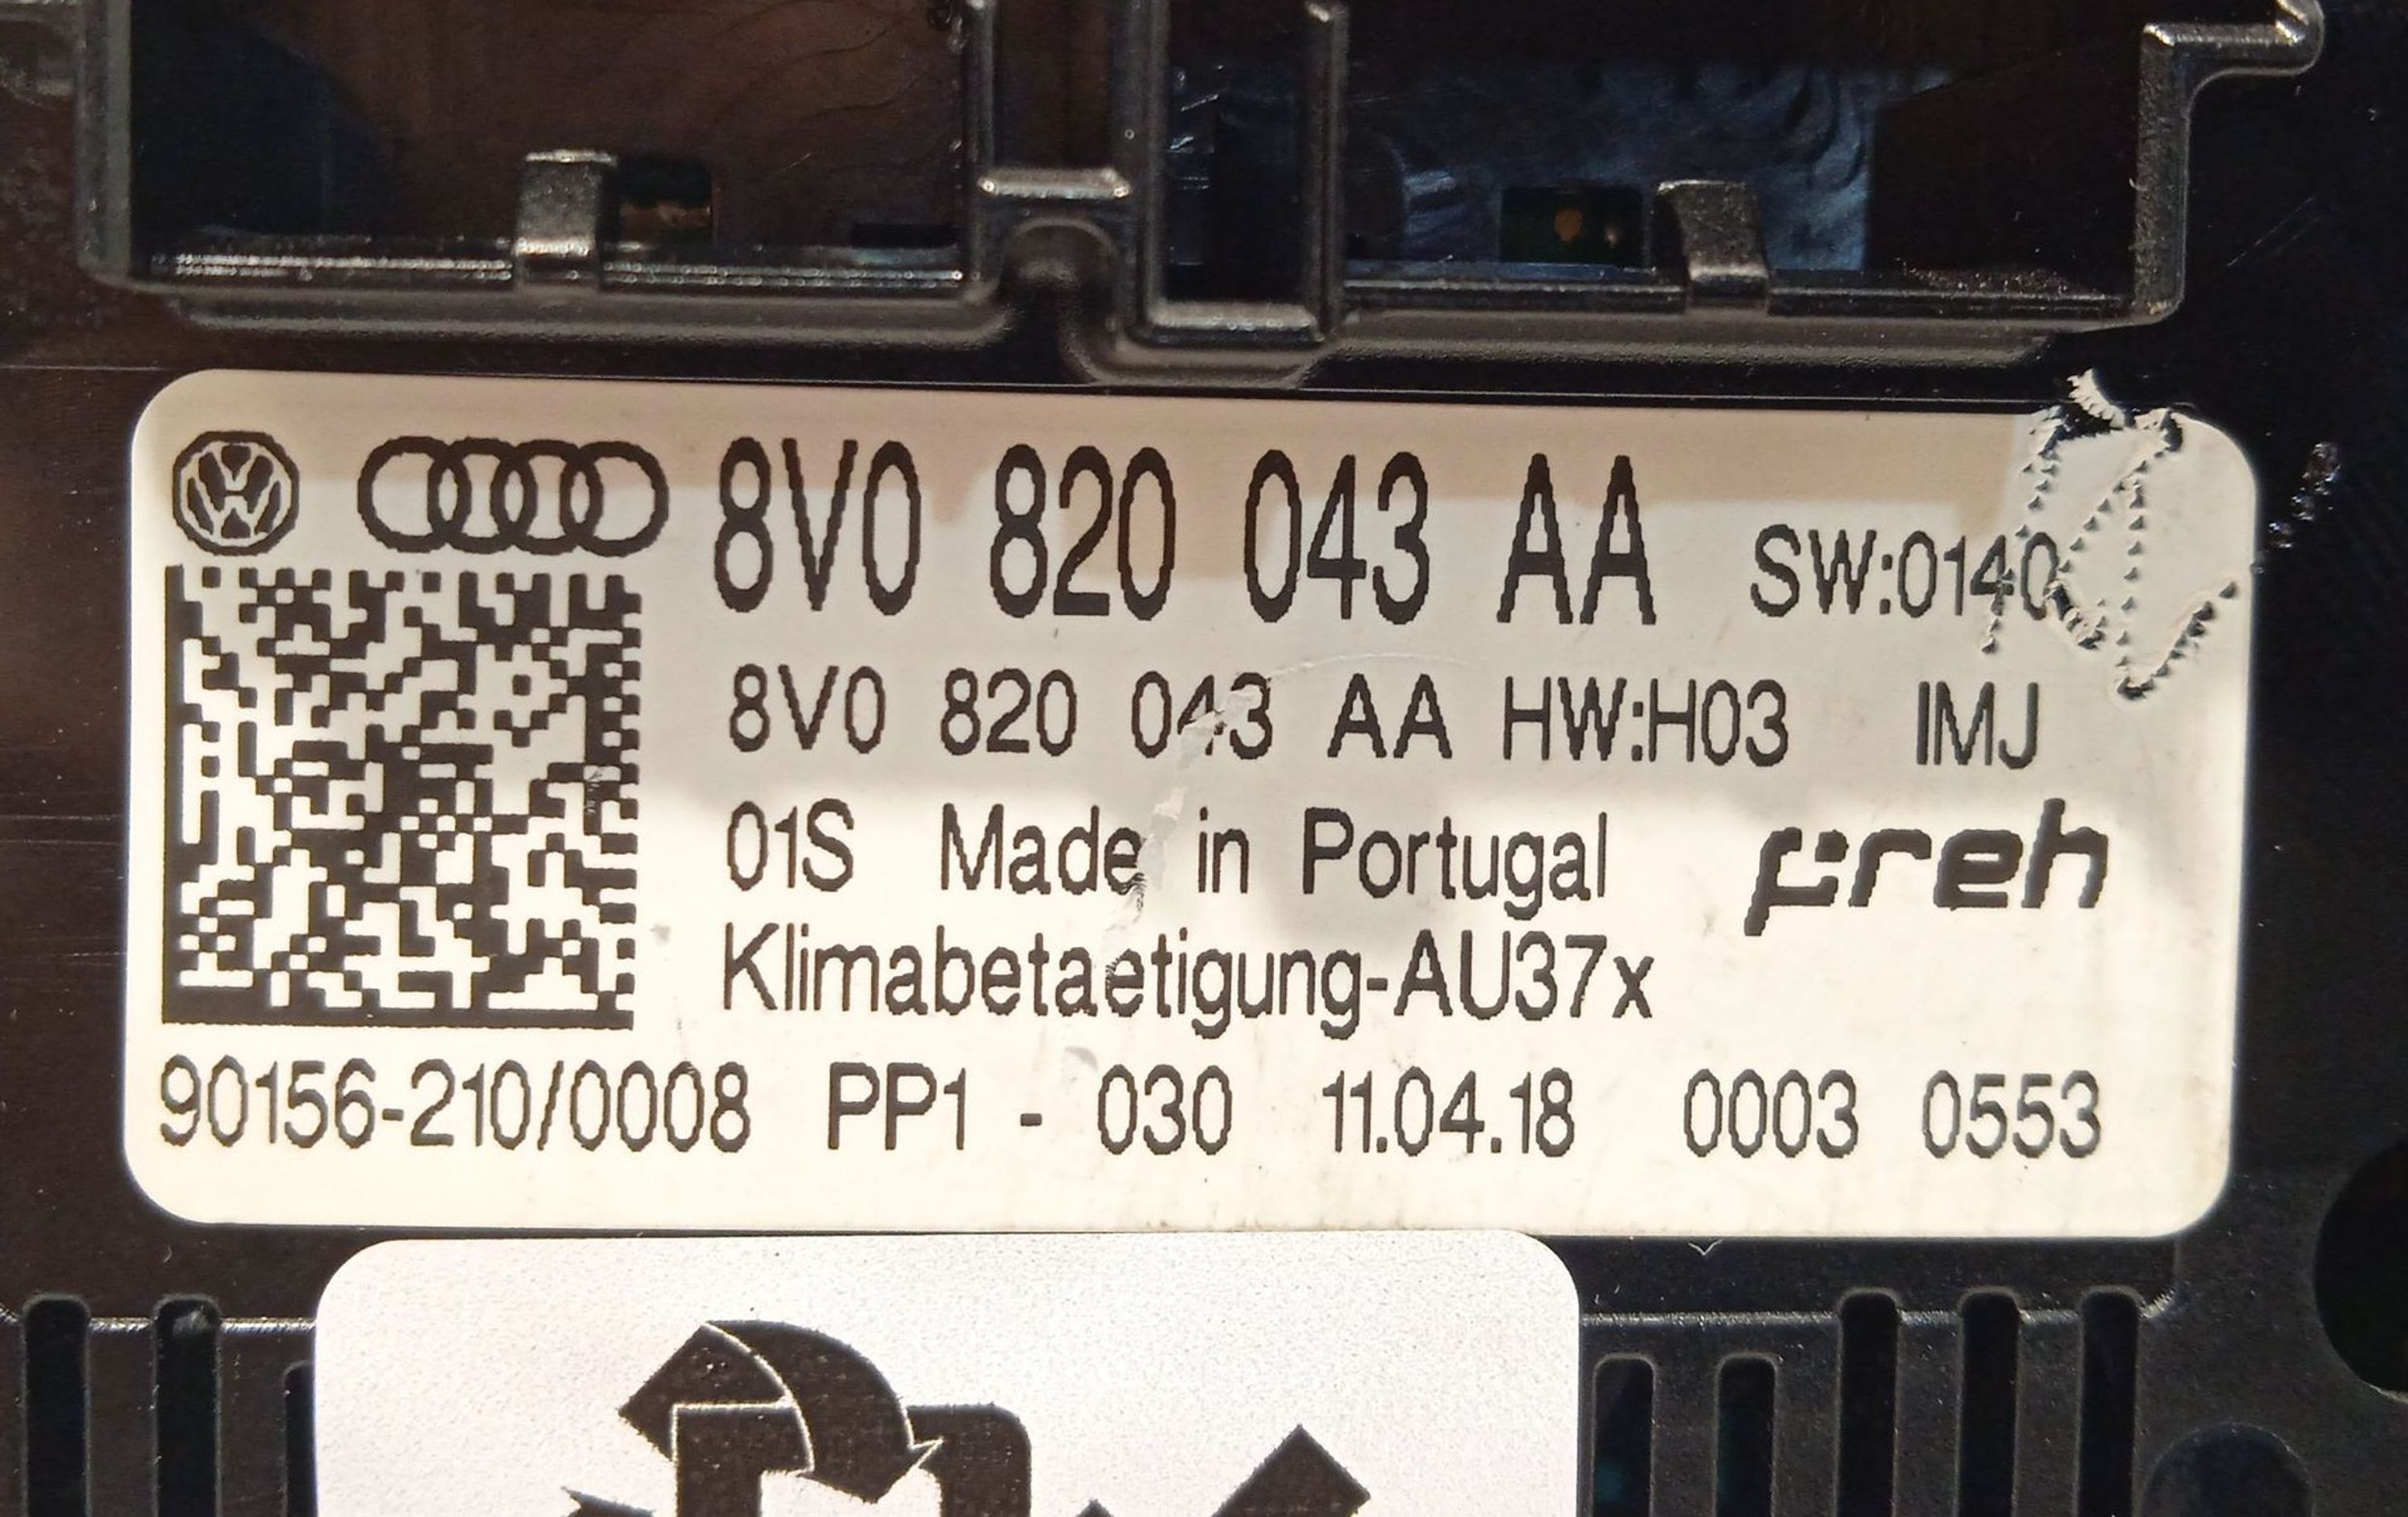 8V0 820 043 AA SW:0140
8V0 820 043 AA HW:H03 IMJ
01S Made in Portugal preh
Klimabetaetigung-AU37x
90156-210/0008 PP1 - 030 11.04.18 0003 0553